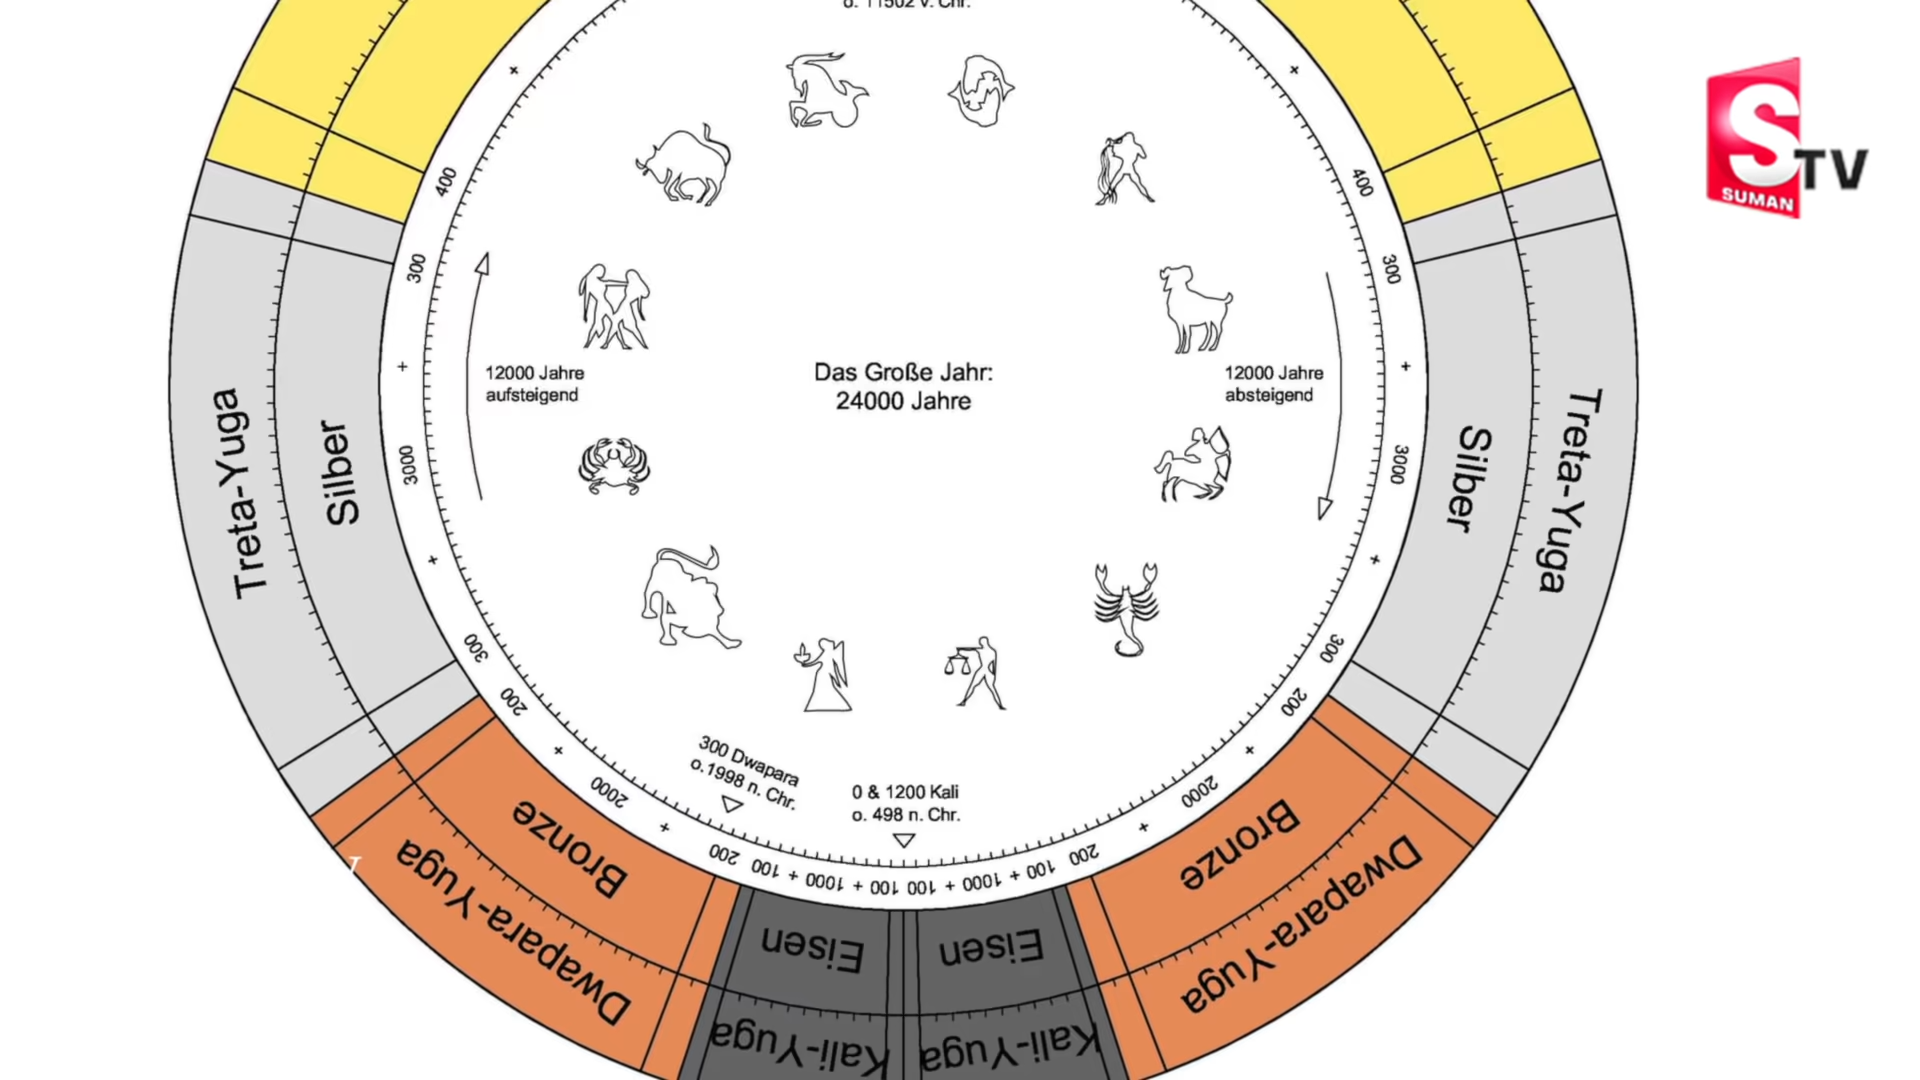 o. 11502 v. Chr.
S
TV
SUMAN
400
400
300
300
12000 Jahre
aufsteigend
Das Große Jahr:
24000 Jahre
12000 Jahre
absteigend
Treta-Yuga
Silber
3000
3000
Silber
Treta-Yuga
300
300
200
200
300 Dwapara
o.1998 n. Chr.
0 & 1200 Kali
o. 498 n. Chr.
2000
2000
Bronze
Bronze
Dwapara-Yuga
Dwapara-Yuga
200
100 + 1000 + 100
100 + 1000 + 100
200
Eisen
Eisen
Kali-Yuga
Kali-Yuga